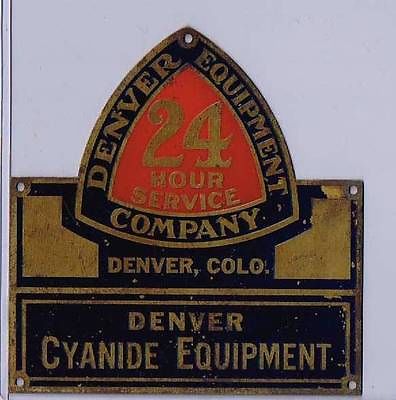 DENVER EQUIPMENT
24
HOUR
SERVICE
COMPANY
DENVER, COLO.
DENVER
CYANIDE EQUIPMENT